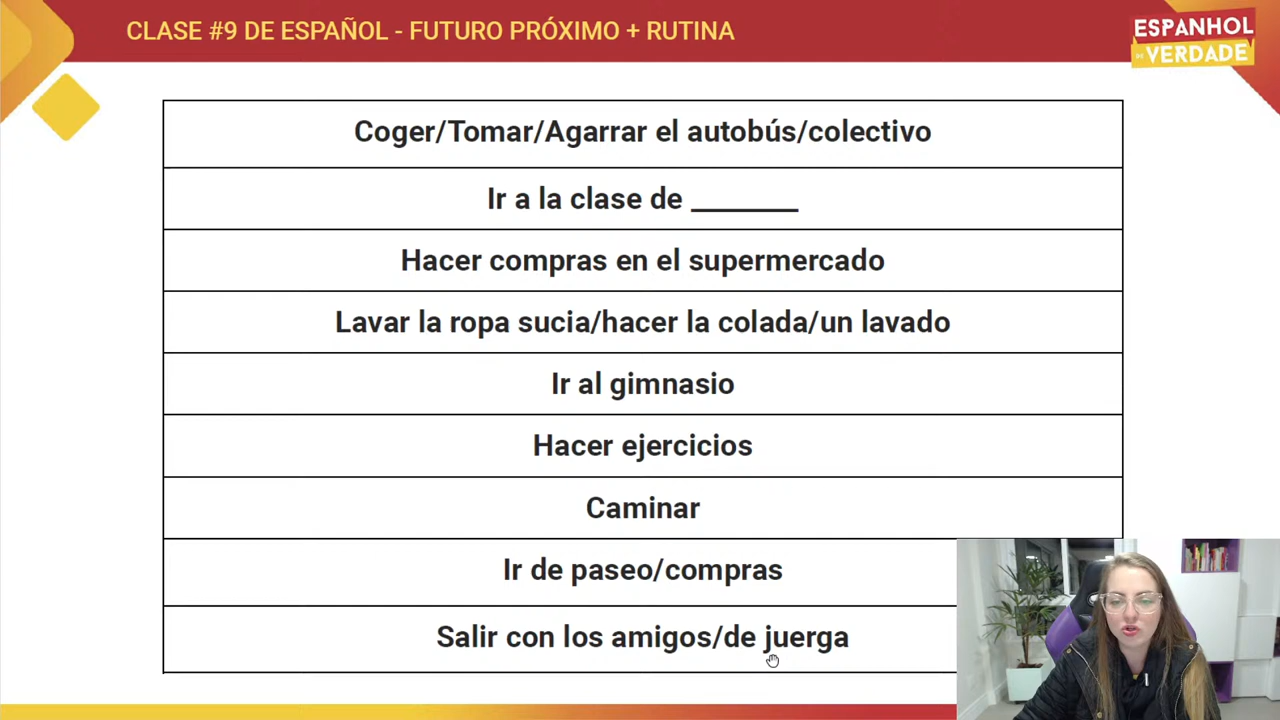 CLASE #9 DE ESPAÑOL - FUTURO PRÓXIMO + RUTINA
ESPANHOL
DE VERDADE
Coger/Tomar/Agarrar el autobús/colectivo
Ir a la clase de ________
Hacer compras en el supermercado
Lavar la ropa sucia/hacer la colada/un lavado
Ir al gimnasio
Hacer ejercicios
Caminar
Ir de paseo/compras
Salir con los amigos/de juerga